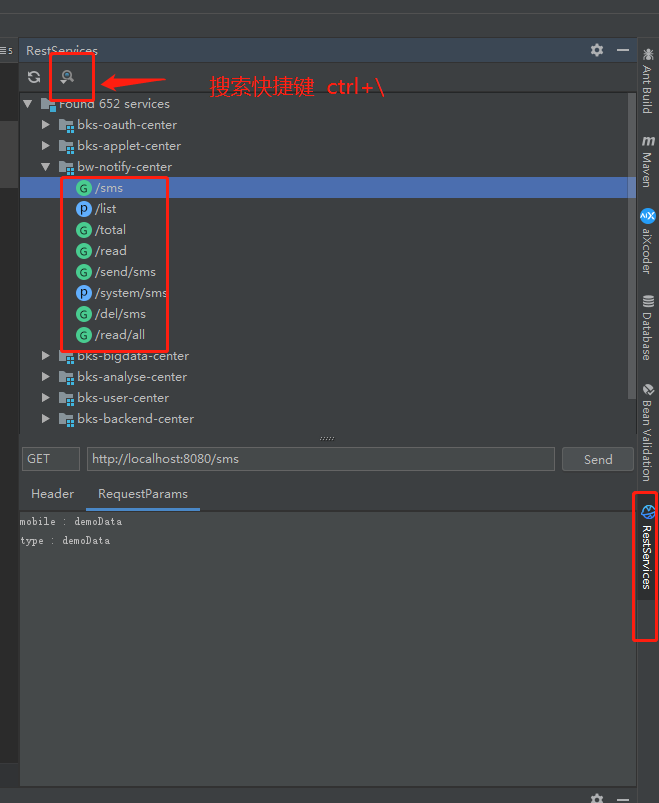 5
RestServices
搜索快捷键 ctrl+\
Found 652 services
bks-oauth-center
bks-applet-center
bw-notify-center
G /sms
p /list
G /total
G /read
G /send/sms
p /system/sms
G /del/sms
G /read/all
bks-bigdata-center
bks-analyse-center
bks-user-center
bks-backend-center
GET
http://localhost:8080/sms
Send
Header
RequestParams
mobile : demoData
type : demoData
Ant Build
m Maven
aiXcoder
Database
Bean Validation
RestServices